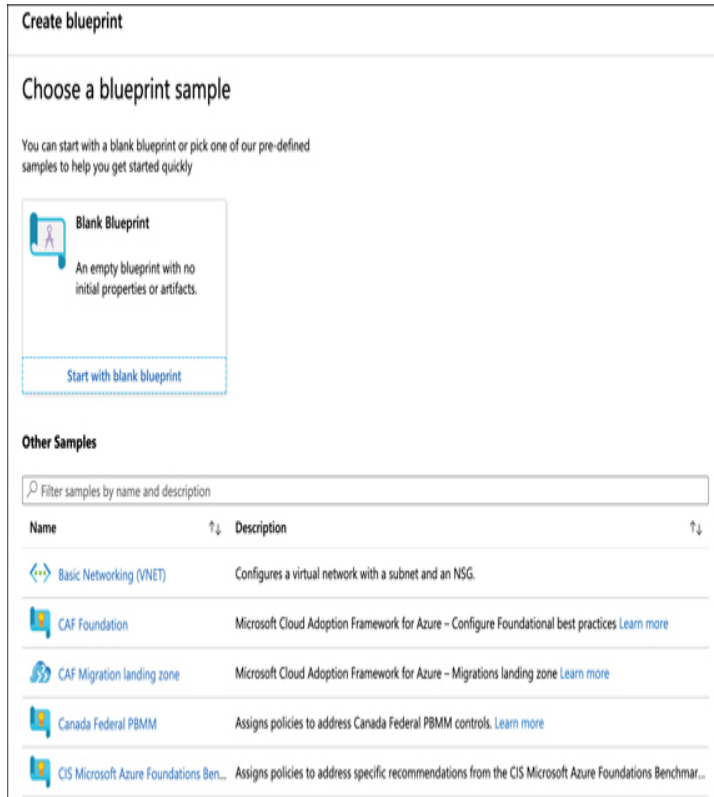 Create blueprint
Choose a blueprint sample
You can start with a blank blueprint or pick one of our pre-defined
samples to help you get started quickly
Blank Blueprint
An empty blueprint with no
initial properties or artifacts.
Start with blank blueprint
Other Samples
Filter samples by name and description
Name ↑↓ Description ↑↓
Basic Networking (VNET) Configures a virtual network with a subnet and an NSG.
CAF Foundation Microsoft Cloud Adoption Framework for Azure – Configure Foundational best practices Learn more
CAF Migration landing zone Microsoft Cloud Adoption Framework for Azure – Migrations landing zone Learn more
Canada Federal PBMM Assigns policies to address Canada Federal PBMM controls. Learn more
CIS Microsoft Azure Foundations Ben... Assigns policies to address specific recommendations from the CIS Microsoft Azure Foundations Benchmar...